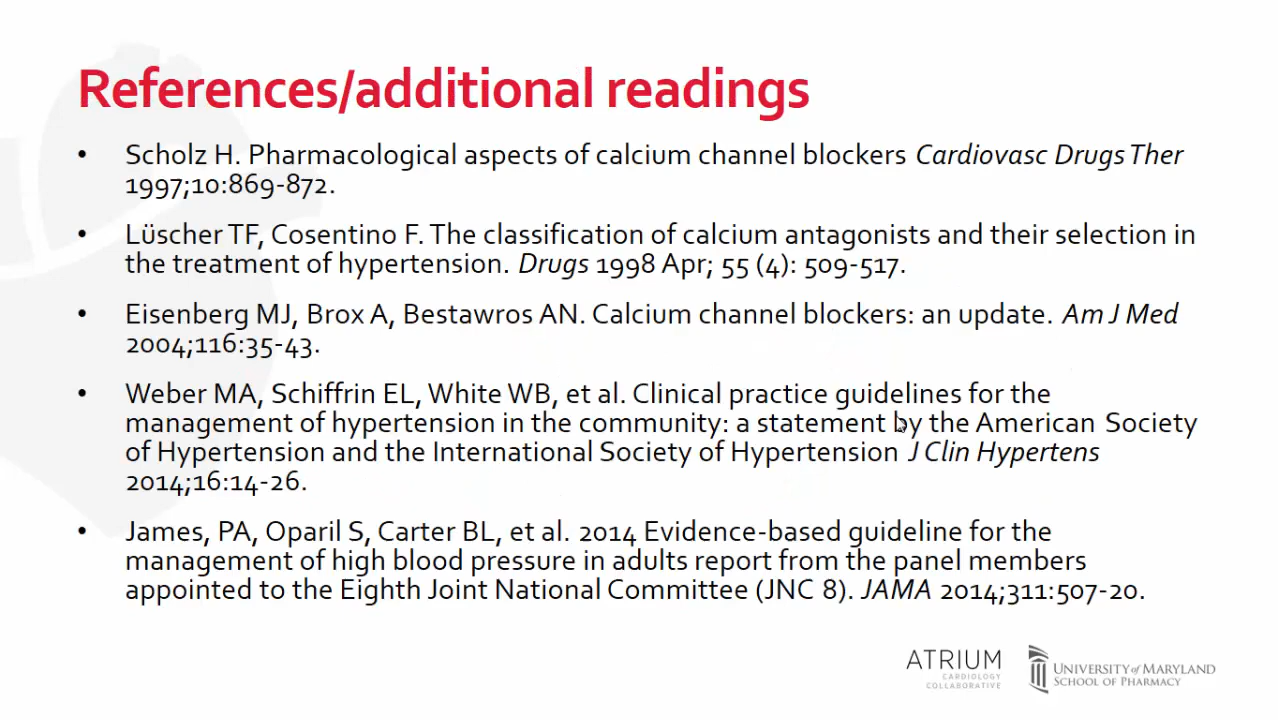 References/additional readings
• Scholz H. Pharmacological aspects of calcium channel blockers Cardiovasc Drugs Ther
1997;10:869-872.
• Lüscher TF, Cosentino F. The classification of calcium antagonists and their selection in
the treatment of hypertension. Drugs 1998 Apr; 55 (4): 509-517.
• Eisenberg MJ, Brox A, Bestawros AN. Calcium channel blockers: an update. Am J Med
2004;116:35-43.
• Weber MA, Schiffrin EL, White WB, et al. Clinical practice guidelines for the
management of hypertension in the community: a statement by the American Society
of Hypertension and the International Society of Hypertension J Clin Hypertens
2014;16:14-26.
• James, PA, Oparil S, Carter BL, et al. 2014 Evidence-based guideline for the
management of high blood pressure in adults report from the panel members
appointed to the Eighth Joint National Committee (JNC 8). JAMA 2014;311:507-20.
ATRIUM
CARDIOLOGY
COLLABORATIVE
UNIVERSITY of MARYLAND
SCHOOL OF PHARMACY